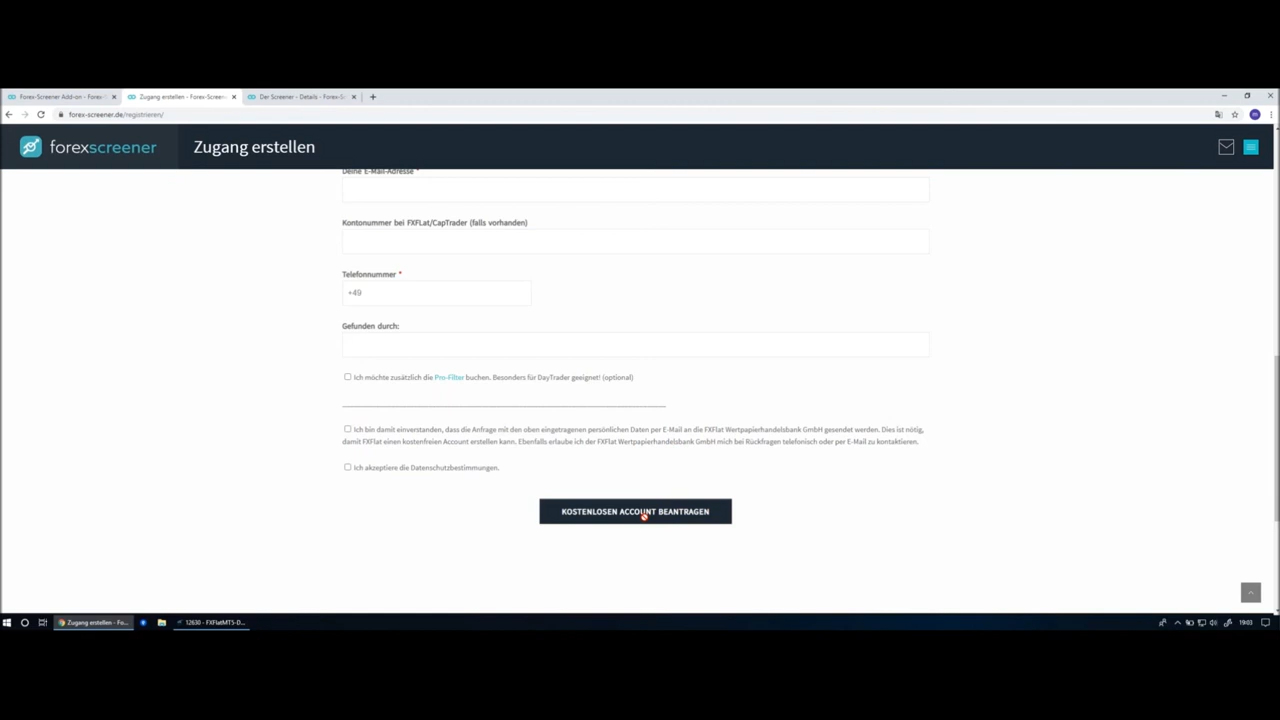 Forex-Screener Add-on - Forex-S
Zugang erstellen - Forex-Screen
Der Screener - Details - Forex-Sc
forex-screener.de/registrieren/
forexscreener
Zugang erstellen
Deine E-Mail-Adresse *
Kontonummer bei FXFLat/CapTrader (falls vorhanden)
Telefonnummer *
+49
Gefunden durch:
Ich möchte zusätzlich die Pro-Filter buchen. Besonders für DayTrader geeignet! (optional)
Ich bin damit einverstanden, dass die Anfrage mit den oben eingetragenen persönlichen Daten per E-Mail an die FXFlat Wertpapierhandelsbank GmbH gesendet werden. Dies ist nötig,
damit FXFlat einen kostenfreien Account erstellen kann. Ebenfalls erlaube ich der FXFlat Wertpapierhandelsbank GmbH mich bei Rückfragen telefonisch oder per E-Mail zu kontaktieren.
Ich akzeptiere die Datenschutzbestimmungen.
KOSTENLOSEN ACCOUNT BEANTRAGEN
Zugang erstellen - Fo...
12630 - FXFlatMT5-D...
19:03